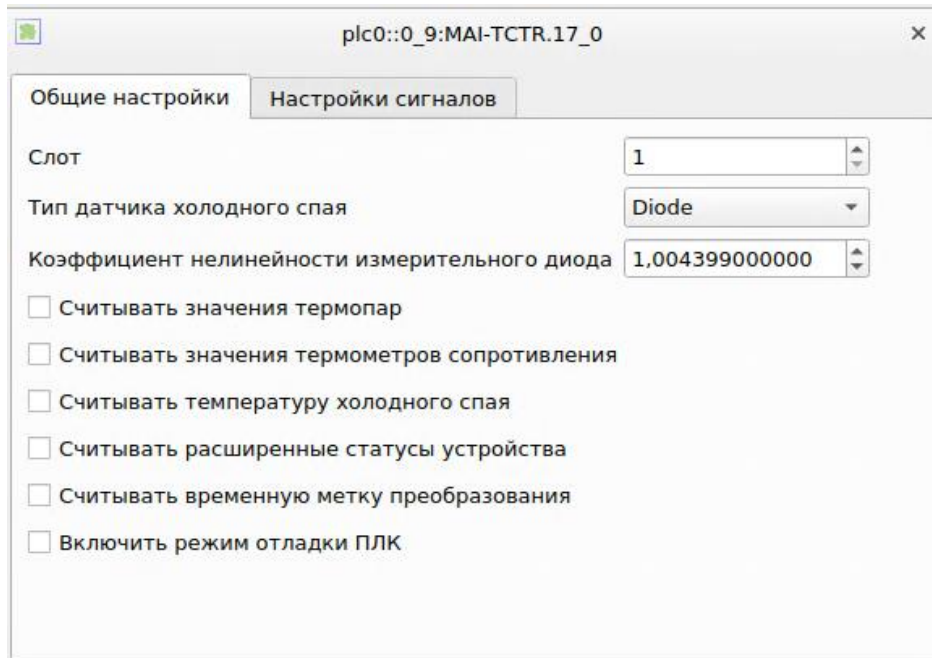 plc0::0_9:MAI-TCTR.17_0
Общие настройки
Настройки сигналов
Слот 1
Тип датчика холодного спая Diode
Коэффициент нелинейности измерительного диода 1,004399000000
Считывать значения термопар
Считывать значения термометров сопротивления
Считывать температуру холодного спая
Считывать расширенные статусы устройства
Считывать временную метку преобразования
Включить режим отладки ПЛК